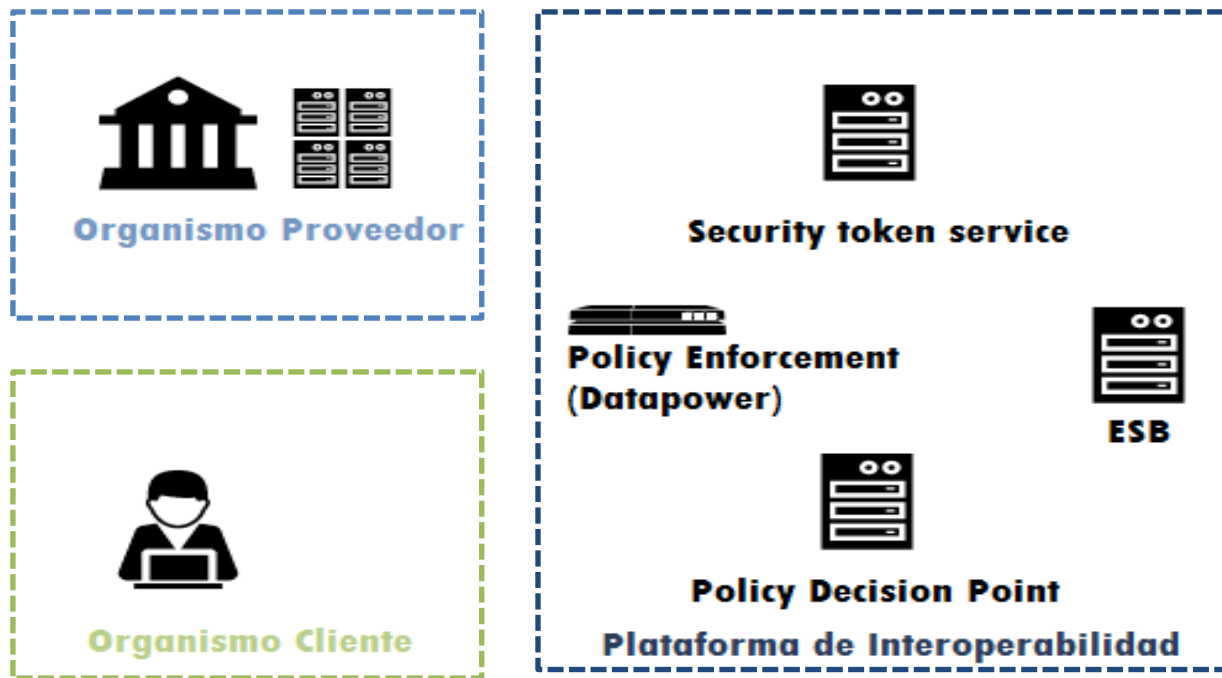 Organismo Proveedor
Organismo Cliente
Security token service
Policy Enforcement
(Datapower)
ESB
Policy Decision Point
Plataforma de Interoperabilidad